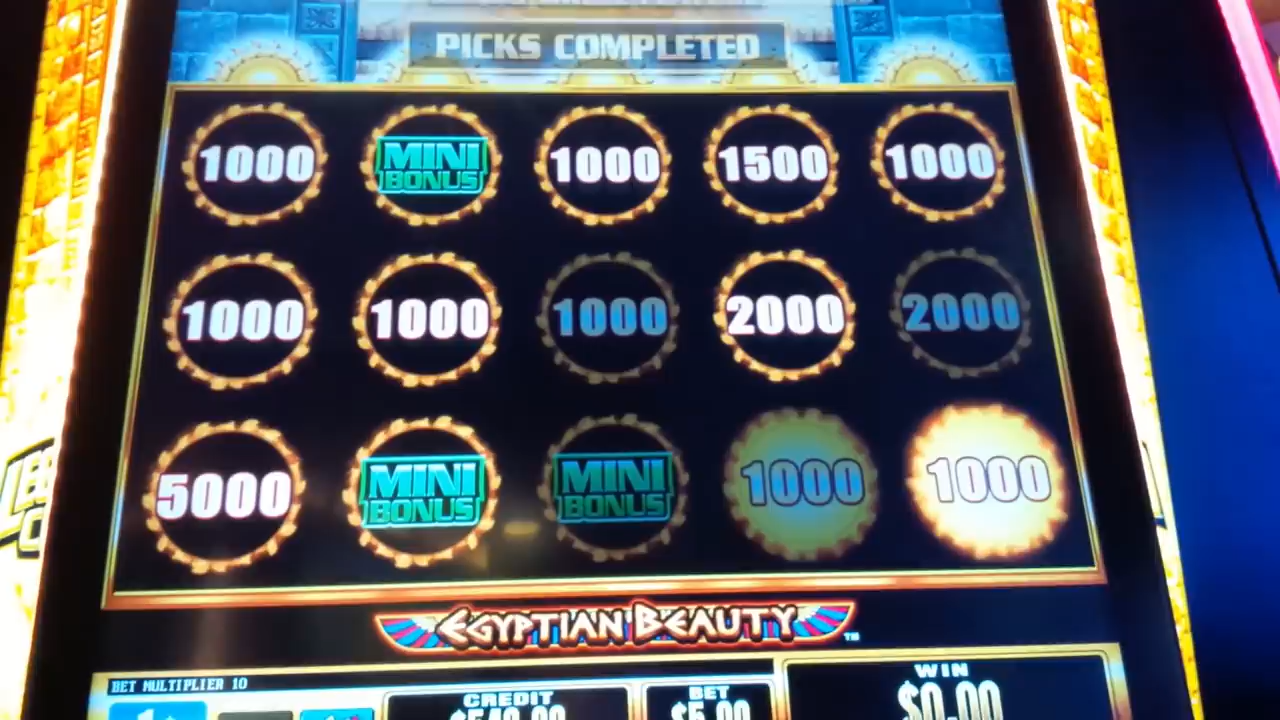 PICKS COMPLETED
1000 MINI BONUS 1000 1500 1000
1000 1000 1000 2000 2000
5000 MINI BONUS MINI BONUS 1000 1000
EGYPTIAN BEAUTY™
BET MULTIPLIER 10
CREDIT BET WIN
$5.00 $0.00